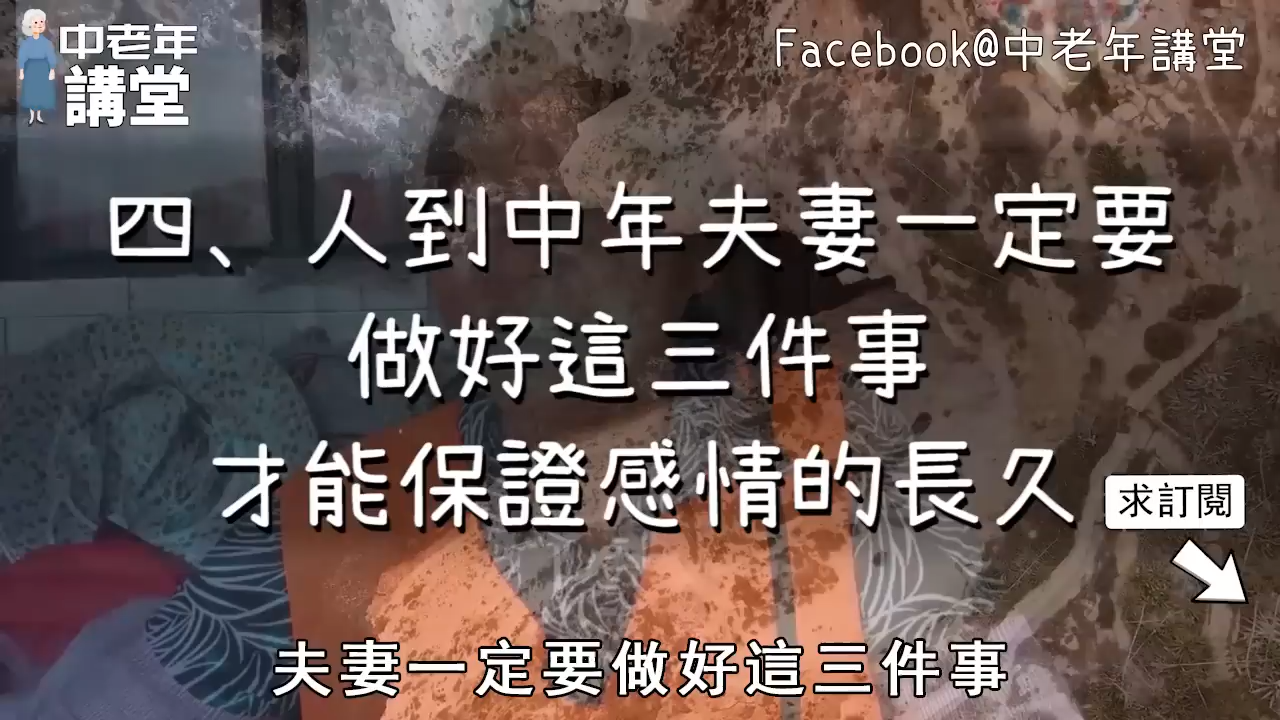 中老年
講堂
Facebook@中老年講堂
四、人到中年夫妻一定要
做好這三件事
才能保證感情的長久
求訂閱
夫妻一定要做好這三件事